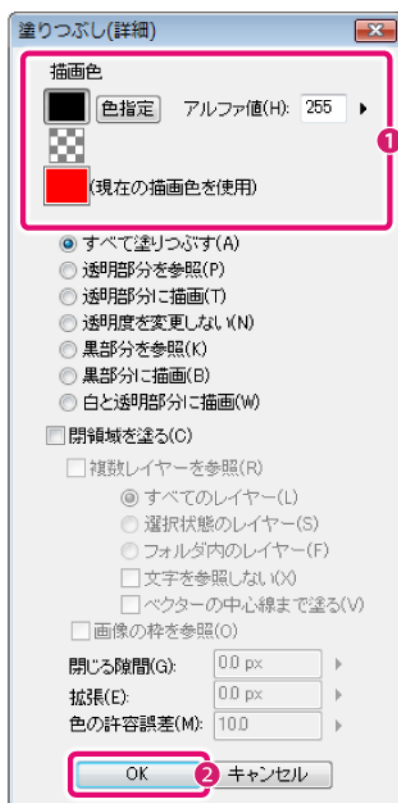 塗りつぶし(詳細)
描画色
色指定 アルファ値(H): 255
1
(現在の描画色を使用)
すべて塗りつぶす(A)
透明部分を参照(P)
透明部分に描画(T)
透明度を変更しない(N)
黒部分を参照(K)
黒部分に描画(B)
白と透明部分に描画(W)
閉領域を塗る(C)
複数レイヤーを参照(R)
すべてのレイヤー(L)
選択状態のレイヤー(S)
フォルダ内のレイヤー(F)
文字を参照しない(X)
ベクターの中心線まで塗る(V)
画像の枠を参照(O)
閉じる隙間(G): 0.0 px
拡張(E): 0.0 px
色の許容誤差(M): 10.0
OK 2 キャンセル